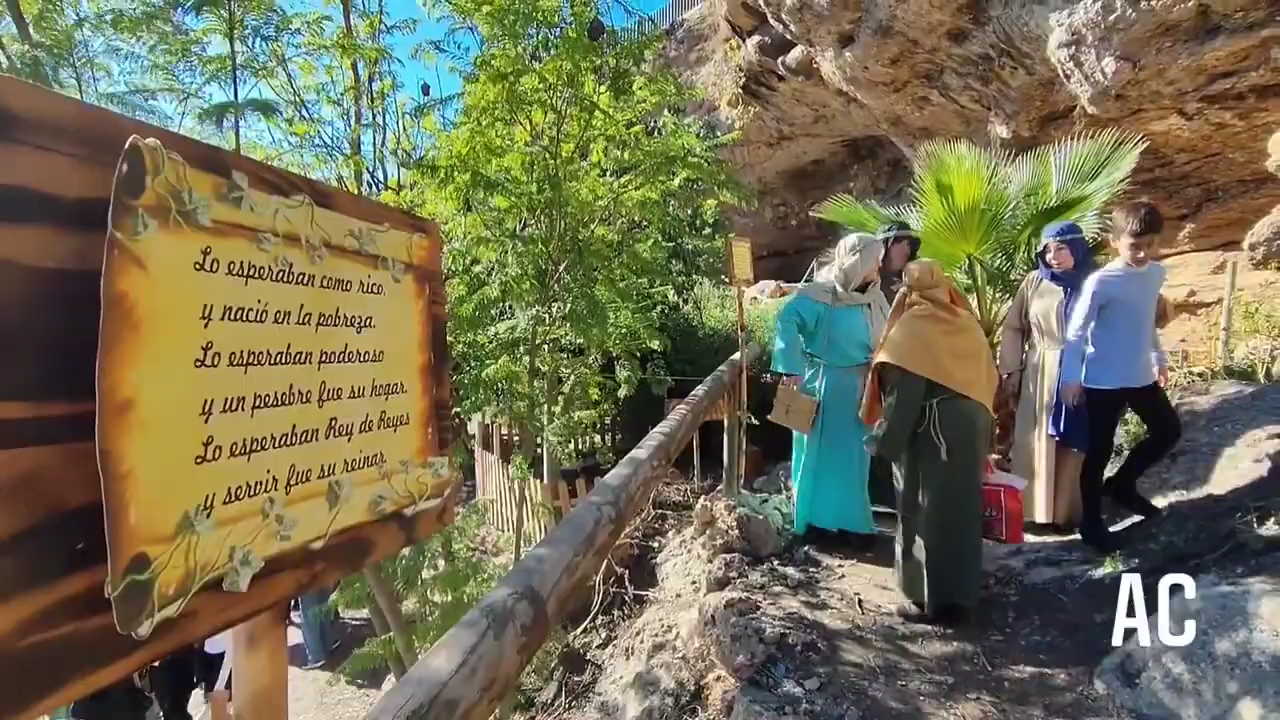 Lo esperaban como rico,
y nació en la pobreza.
Lo esperaban poderoso
y un pesebre fue su hogar.
Lo esperaban Rey de Reyes
y servir fue su reinar.
AC